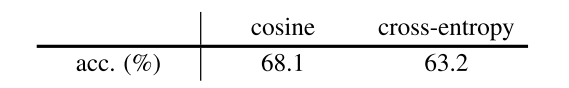 cosine cross-entropy
acc. (%) 68.1 63.2